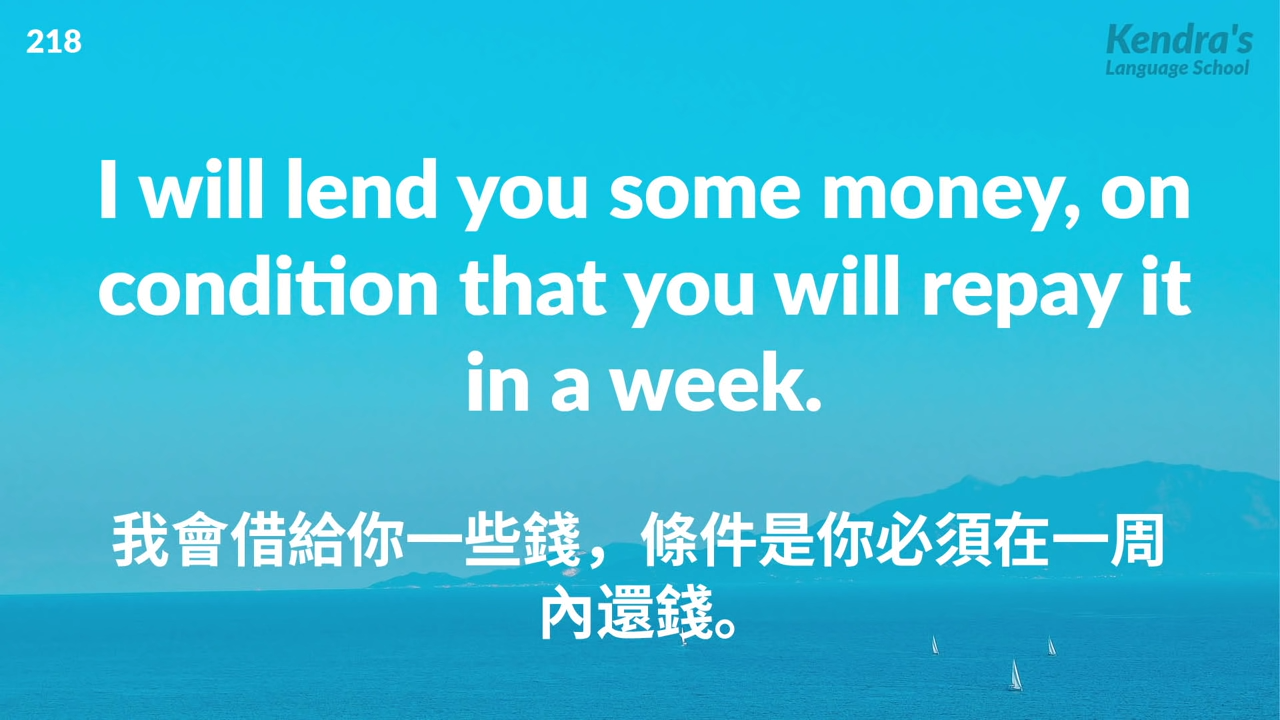 218
Kendra's
Language School
I will lend you some money, on
condition that you will repay it
in a week.
我會借給你一些錢，條件是你必須在一周
內還錢。